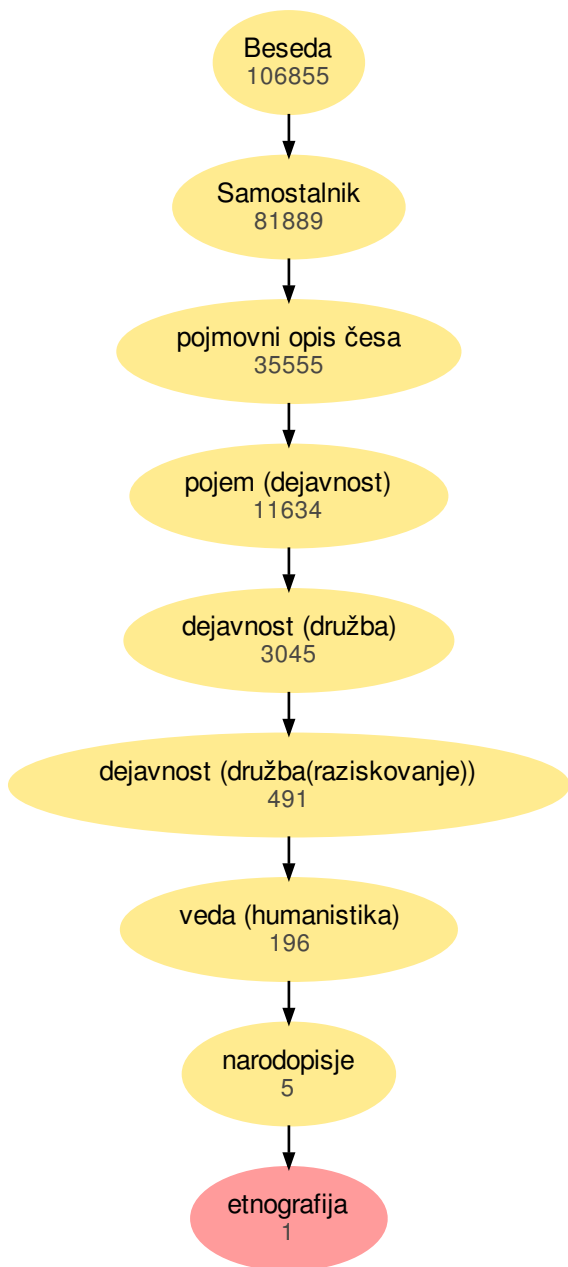 Beseda
106855
Samostalnik
81889
pojmovni opis česa
35555
pojem (dejavnost)
11634
dejavnost (družba)
3045
dejavnost (družba(raziskovanje))
491
veda (humanistika)
196
narodopisje
5
etnografija
1